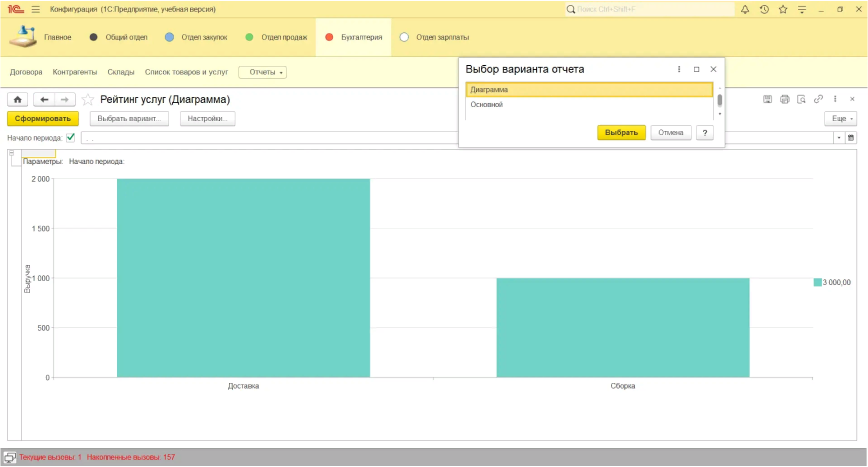 1С Конфигурация (1С:Предприятие, учебная версия) Поиск Ctrl+Shift+F
Главное Общий отдел Отдел закупок Отдел продаж Бухгалтерия Отдел зарплаты
Договора Контрагенты Склады Список товаров и услуг Отчеты
Выбор варианта отчета
Диаграмма
Основной
Выбрать Отмена ?
Рейтинг услуг (Диаграмма)
Сформировать Выбрать вариант... Настройки... Еще
Начало периода: . .
Параметры: Начало периода:
2 000
1 500
1 000
500
0
Выручка
Доставка Сборка
3 000,00
Текущие вызовы: 1 Накопленные вызовы: 157